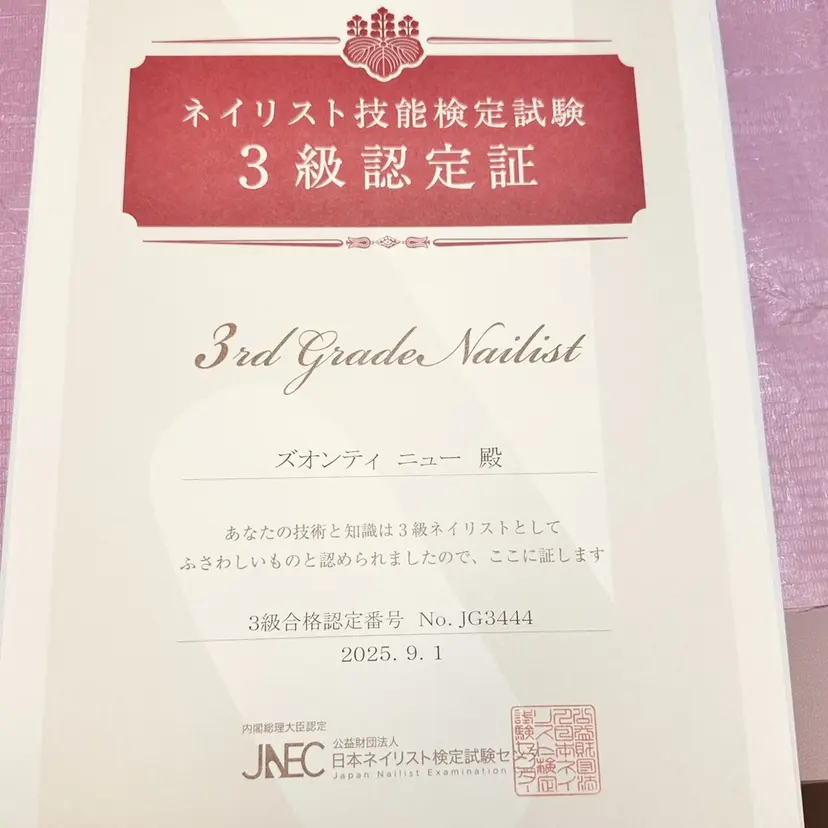 ネイリスト技能検定試験
3級認定証
3rd Grade Nailist
ズオンティ ニュー 殿
あなたの技術と知識は3級ネイリストとして
ふさわしいものと認められましたので、ここに証します
3級合格認定番号 No. JG3444
2025. 9. 1
内閣総理大臣認定
JNEC 公益財団法人
日本ネイリスト検定試験センター
Japan Nailist Examination